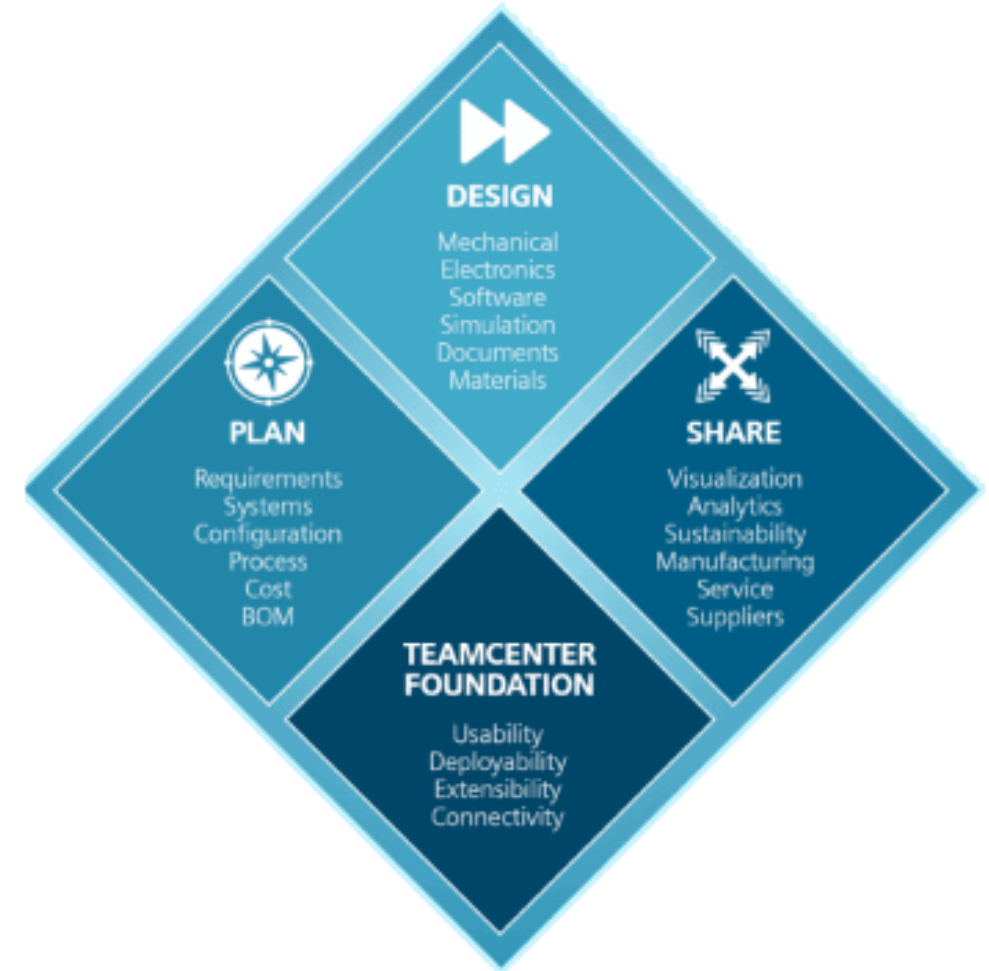 DESIGN
Mechanical
Electronics
Software
Simulation
Documents
Materials
PLAN
Requirements
Systems
Configuration
Process
Cost
BOM
SHARE
Visualization
Analytics
Sustainability
Manufacturing
Service
Suppliers
TEAMCENTER
FOUNDATION
Usability
Deployability
Extensibility
Connectivity